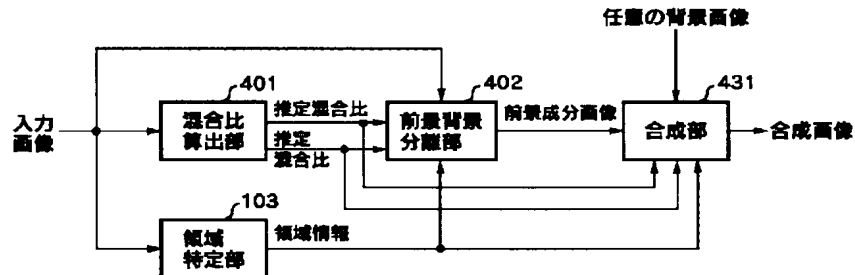 任意の背景画像
401
402
431
入力
画像
混合比
算出部
推定混合比
推定
混合比
前景背景
分離部
前景成分画像
合成部
合成画像
103
領域
特定部
領域情報